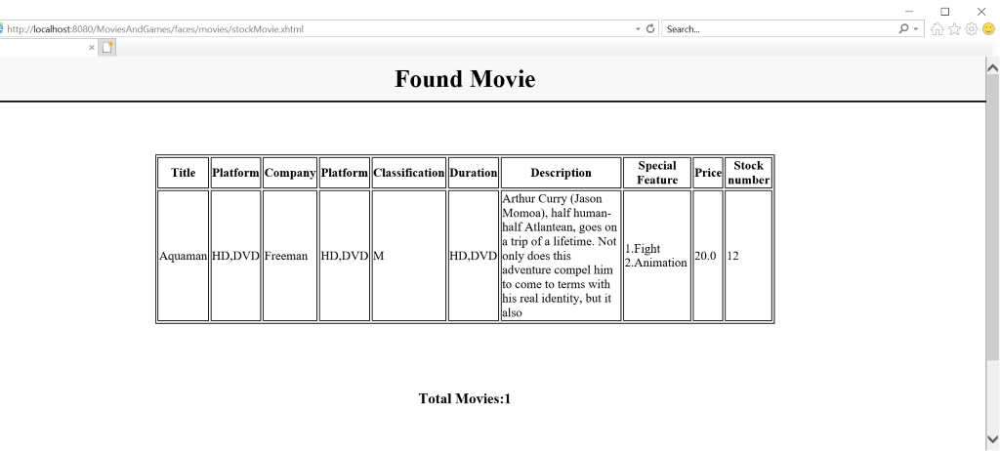 http://localhost:8080/MoviesAndGames/faces/movies/stockMovie.xhtml
Search...
Found Movie
Title Platform Company Platform Classification Duration Description Special Feature Price Stock number
Aquaman HD,DVD Freeman HD,DVD M HD,DVD
Arthur Curry (Jason
Momoa), half human-
half Atlantean, goes on
a trip of a lifetime. Not
only does this
adventure compel him
to come to terms with
his real identity, but it
also
1.Fight
2.Animation
20.0
12
Total Movies:1